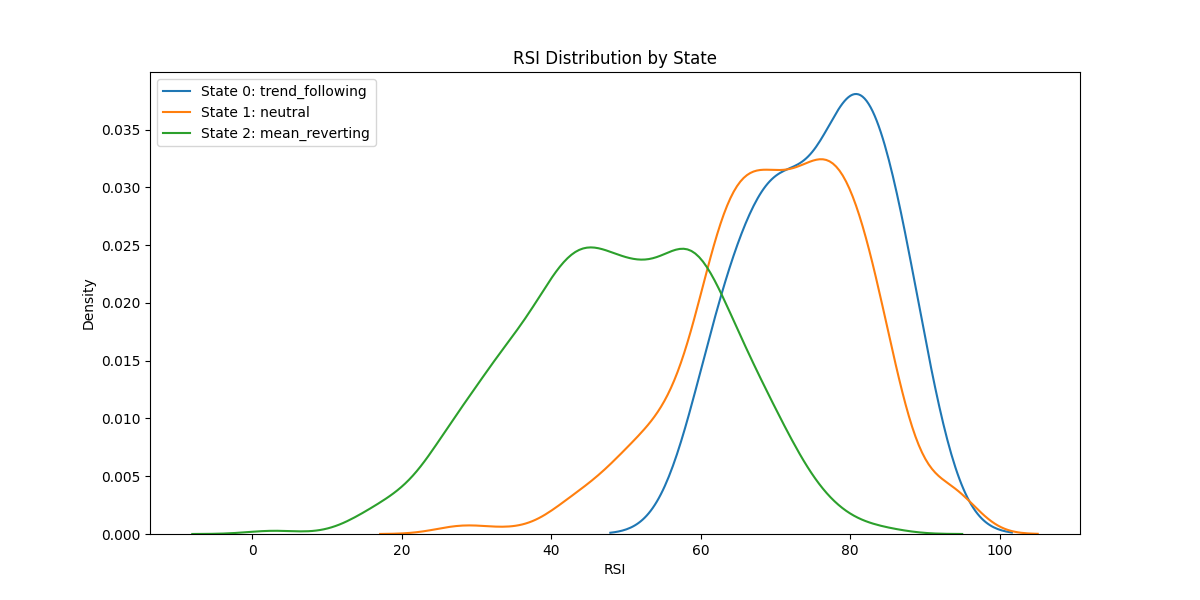 RSI Distribution by State
State 0: trend_following
State 1: neutral
State 2: mean_reverting
Density
0.035
0.030
0.025
0.020
0.015
0.010
0.005
0.000
0 20 40 60 80 100
RSI